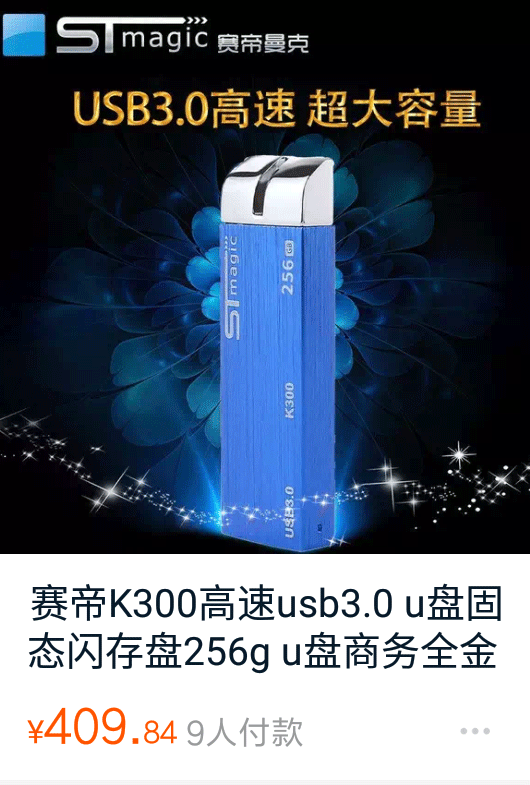 STmagic 赛帝曼克
USB3.0高速 超大容量
STmagic
256GB
K300
USB3.0
赛帝K300高速usb3.0 u盘固
态闪存盘256g u盘商务全金
¥409.84 9人付款